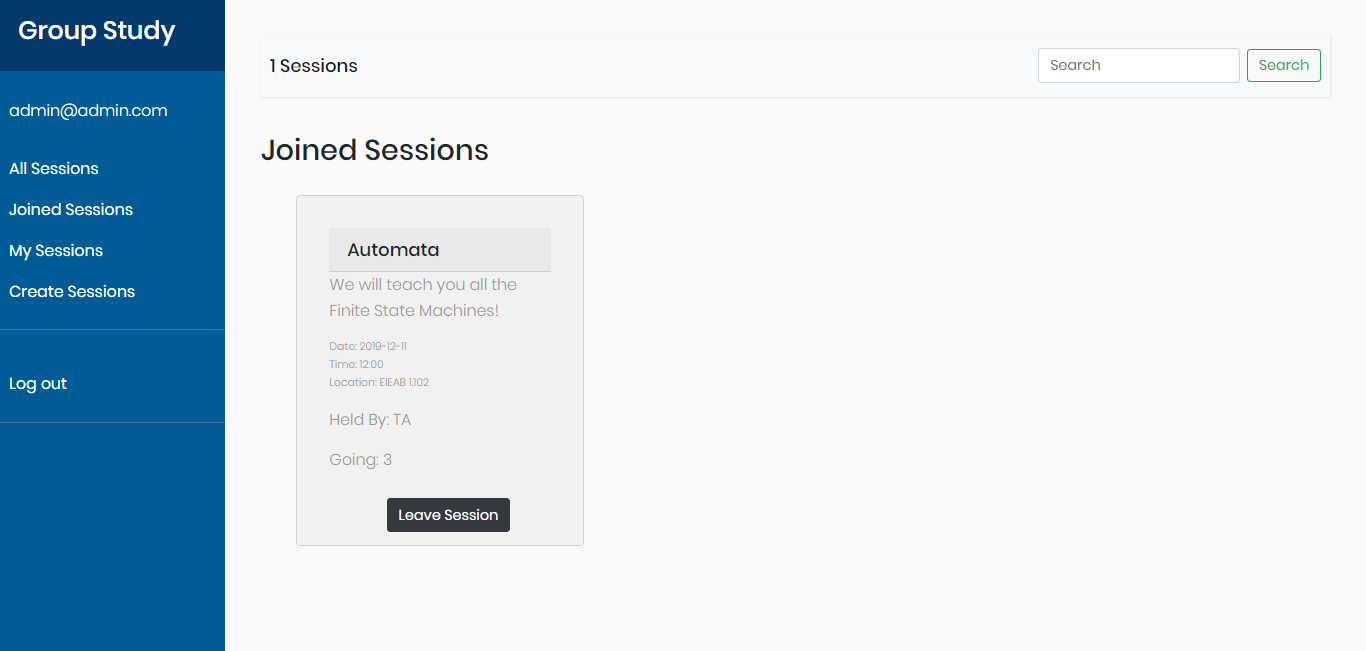 Group Study
admin@admin.com
All Sessions
Joined Sessions
My Sessions
Create Sessions
Log out
1 Sessions
Search
Search
Joined Sessions
Automata
We will teach you all the
Finite State Machines!
Date: 2019-12-11
Time: 12:00
Location: EIEAB 1.102
Held By: TA
Going: 3
Leave Session